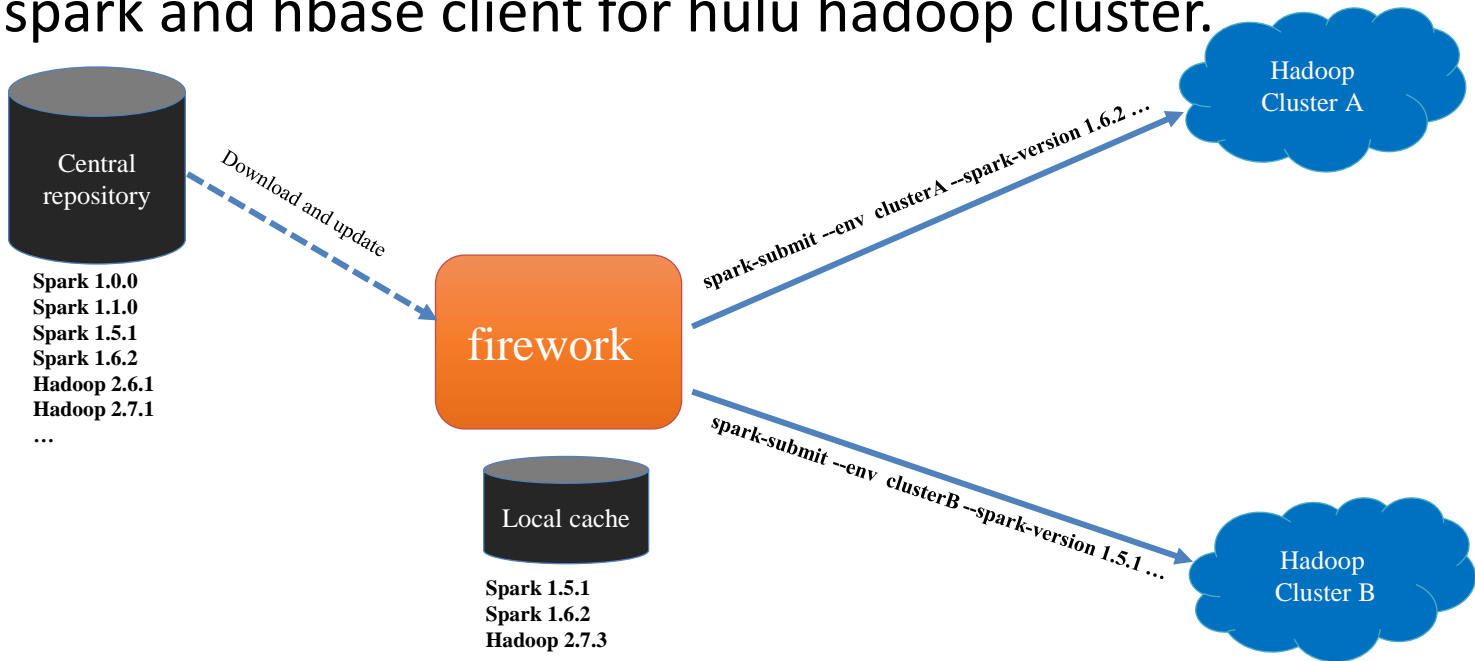 spark and hbase client for hulu hadoop cluster.
Hadoop
Cluster A
Central
repository
Download and update
spark-submit --env clusterA --spark-version 1.6.2 …
Spark 1.0.0
Spark 1.1.0
Spark 1.5.1
Spark 1.6.2
Hadoop 2.6.1
Hadoop 2.7.1
…
firework
spark-submit --env clusterB --spark-version 1.5.1 …
Local cache
Spark 1.5.1
Spark 1.6.2
Hadoop 2.7.3
Hadoop
Cluster B